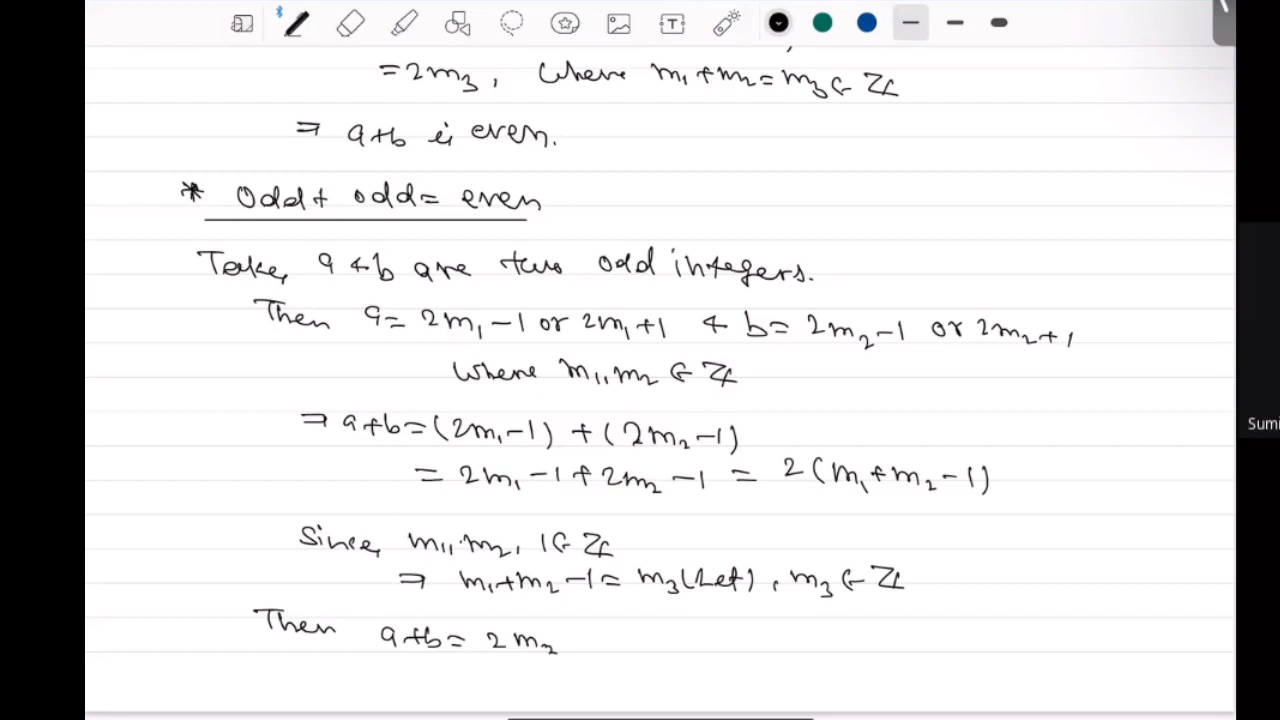 = 2m₃, where m₁+m₂ = m₃ ∈ ℤ
⇒ a+b is even.
* Odd + odd = even
Take, a & b are two odd integers.
Then a = 2m₁-1 or 2m₁+1 & b = 2m₂-1 or 2m₂+1
where m₁, m₂ ∈ ℤ
⇒ a+b = (2m₁-1) + (2m₂-1)
= 2m₁-1+2m₂-1 = 2(m₁+m₂-1)
Since, m₁, m₂, 1 ∈ ℤ
⇒ m₁+m₂-1 = m₃ (Let), m₃ ∈ ℤ
Then a+b = 2m₂
Sumi